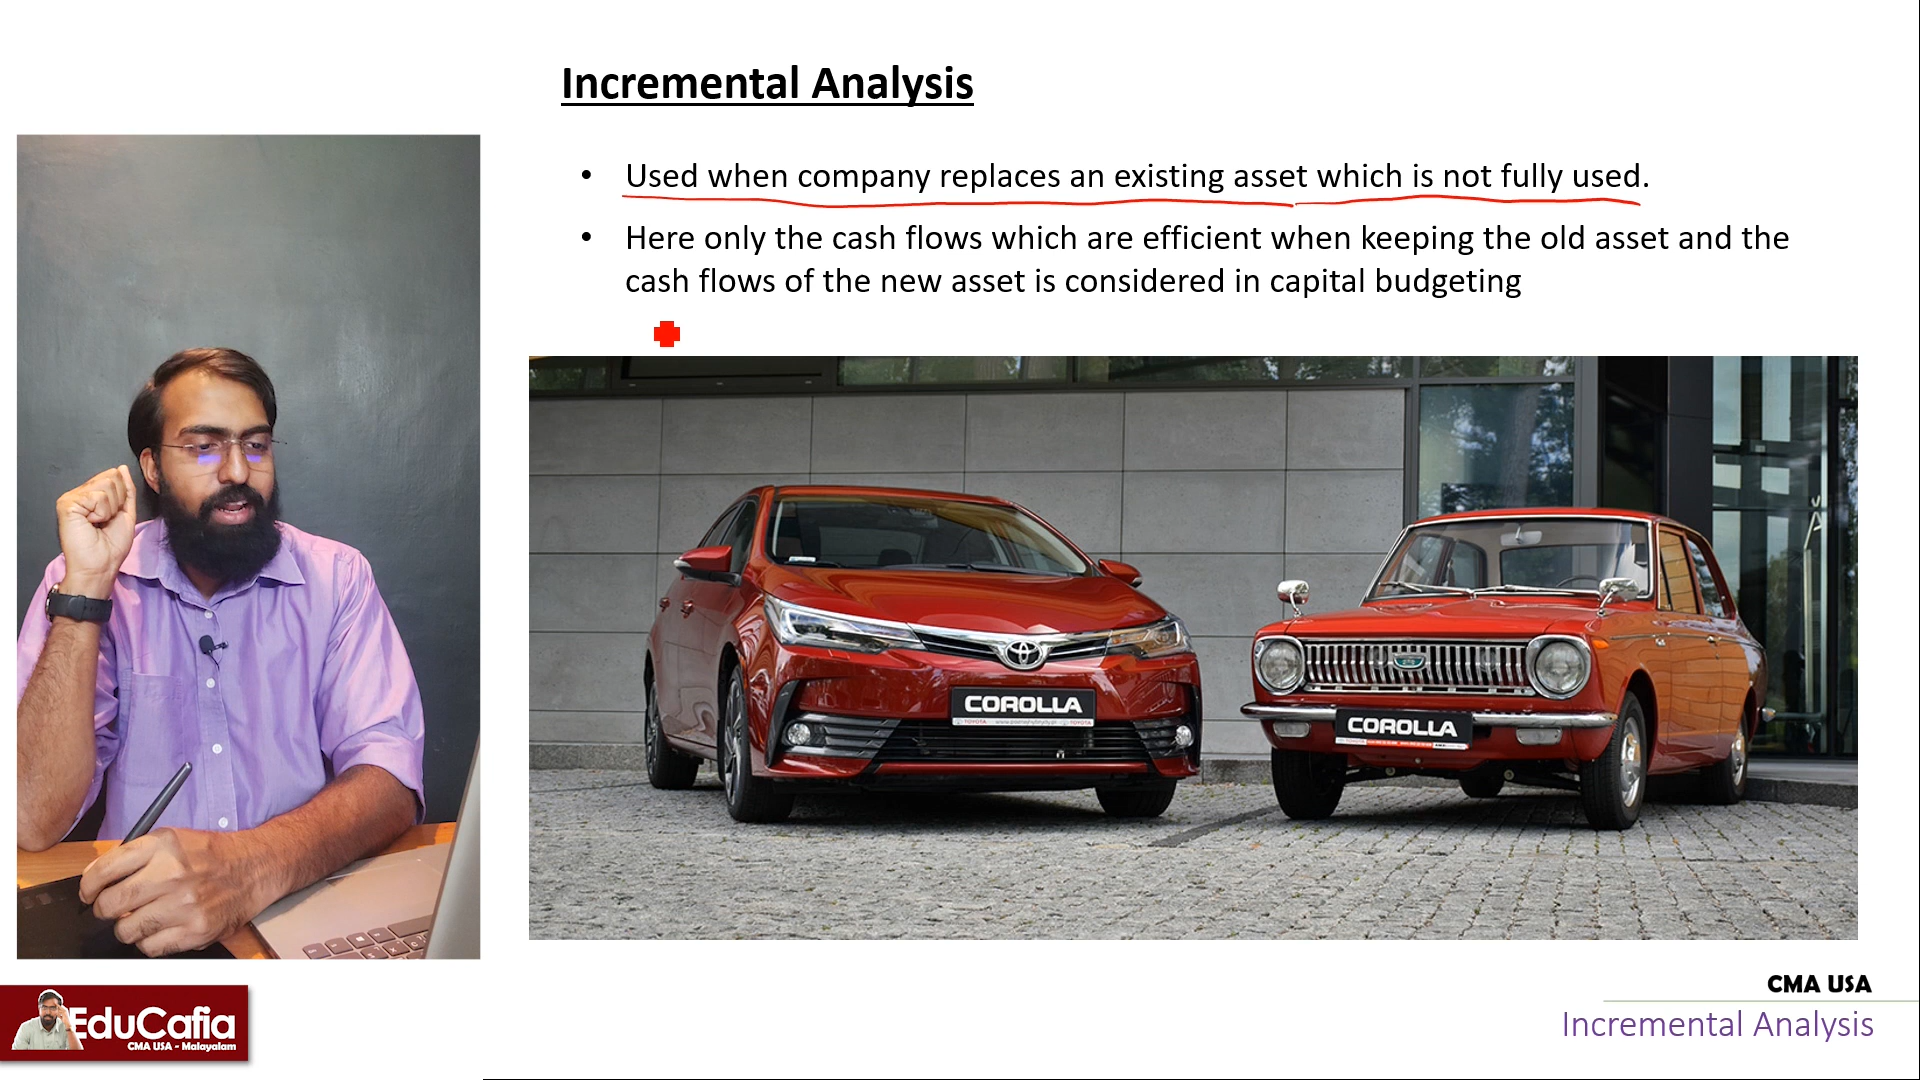 Incremental Analysis
• Used when company replaces an existing asset which is not fully used.
• Here only the cash flows which are efficient when keeping the old asset and the
cash flows of the new asset is considered in capital budgeting
COROLLA
TOYOTA
TOYOTA
COROLLA
CMA USA
Incremental Analysis
EduCafia
CMA USA - Malayalam